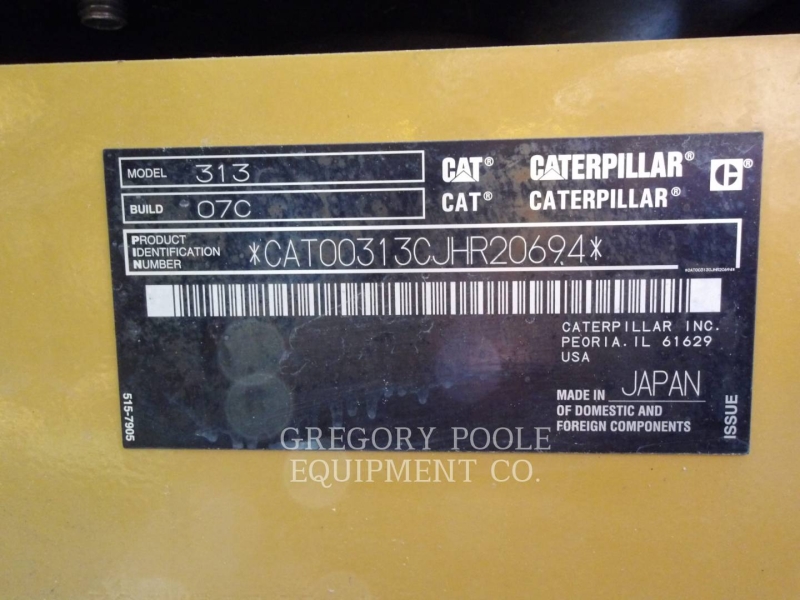 MODEL 313
BUILD 07C
CAT® CATERPILLAR®
CAT® CATERPILLAR®
PRODUCT
IDENTIFICATION
NUMBER
*CAT00313CJHR20694*
*CAT00313CJHR20694*
CATERPILLAR INC.
PEORIA. IL 61629
USA
MADE IN JAPAN
OF DOMESTIC AND
FOREIGN COMPONENTS
515-7905
ISSUE
GREGORY POOLE
EQUIPMENT CO.